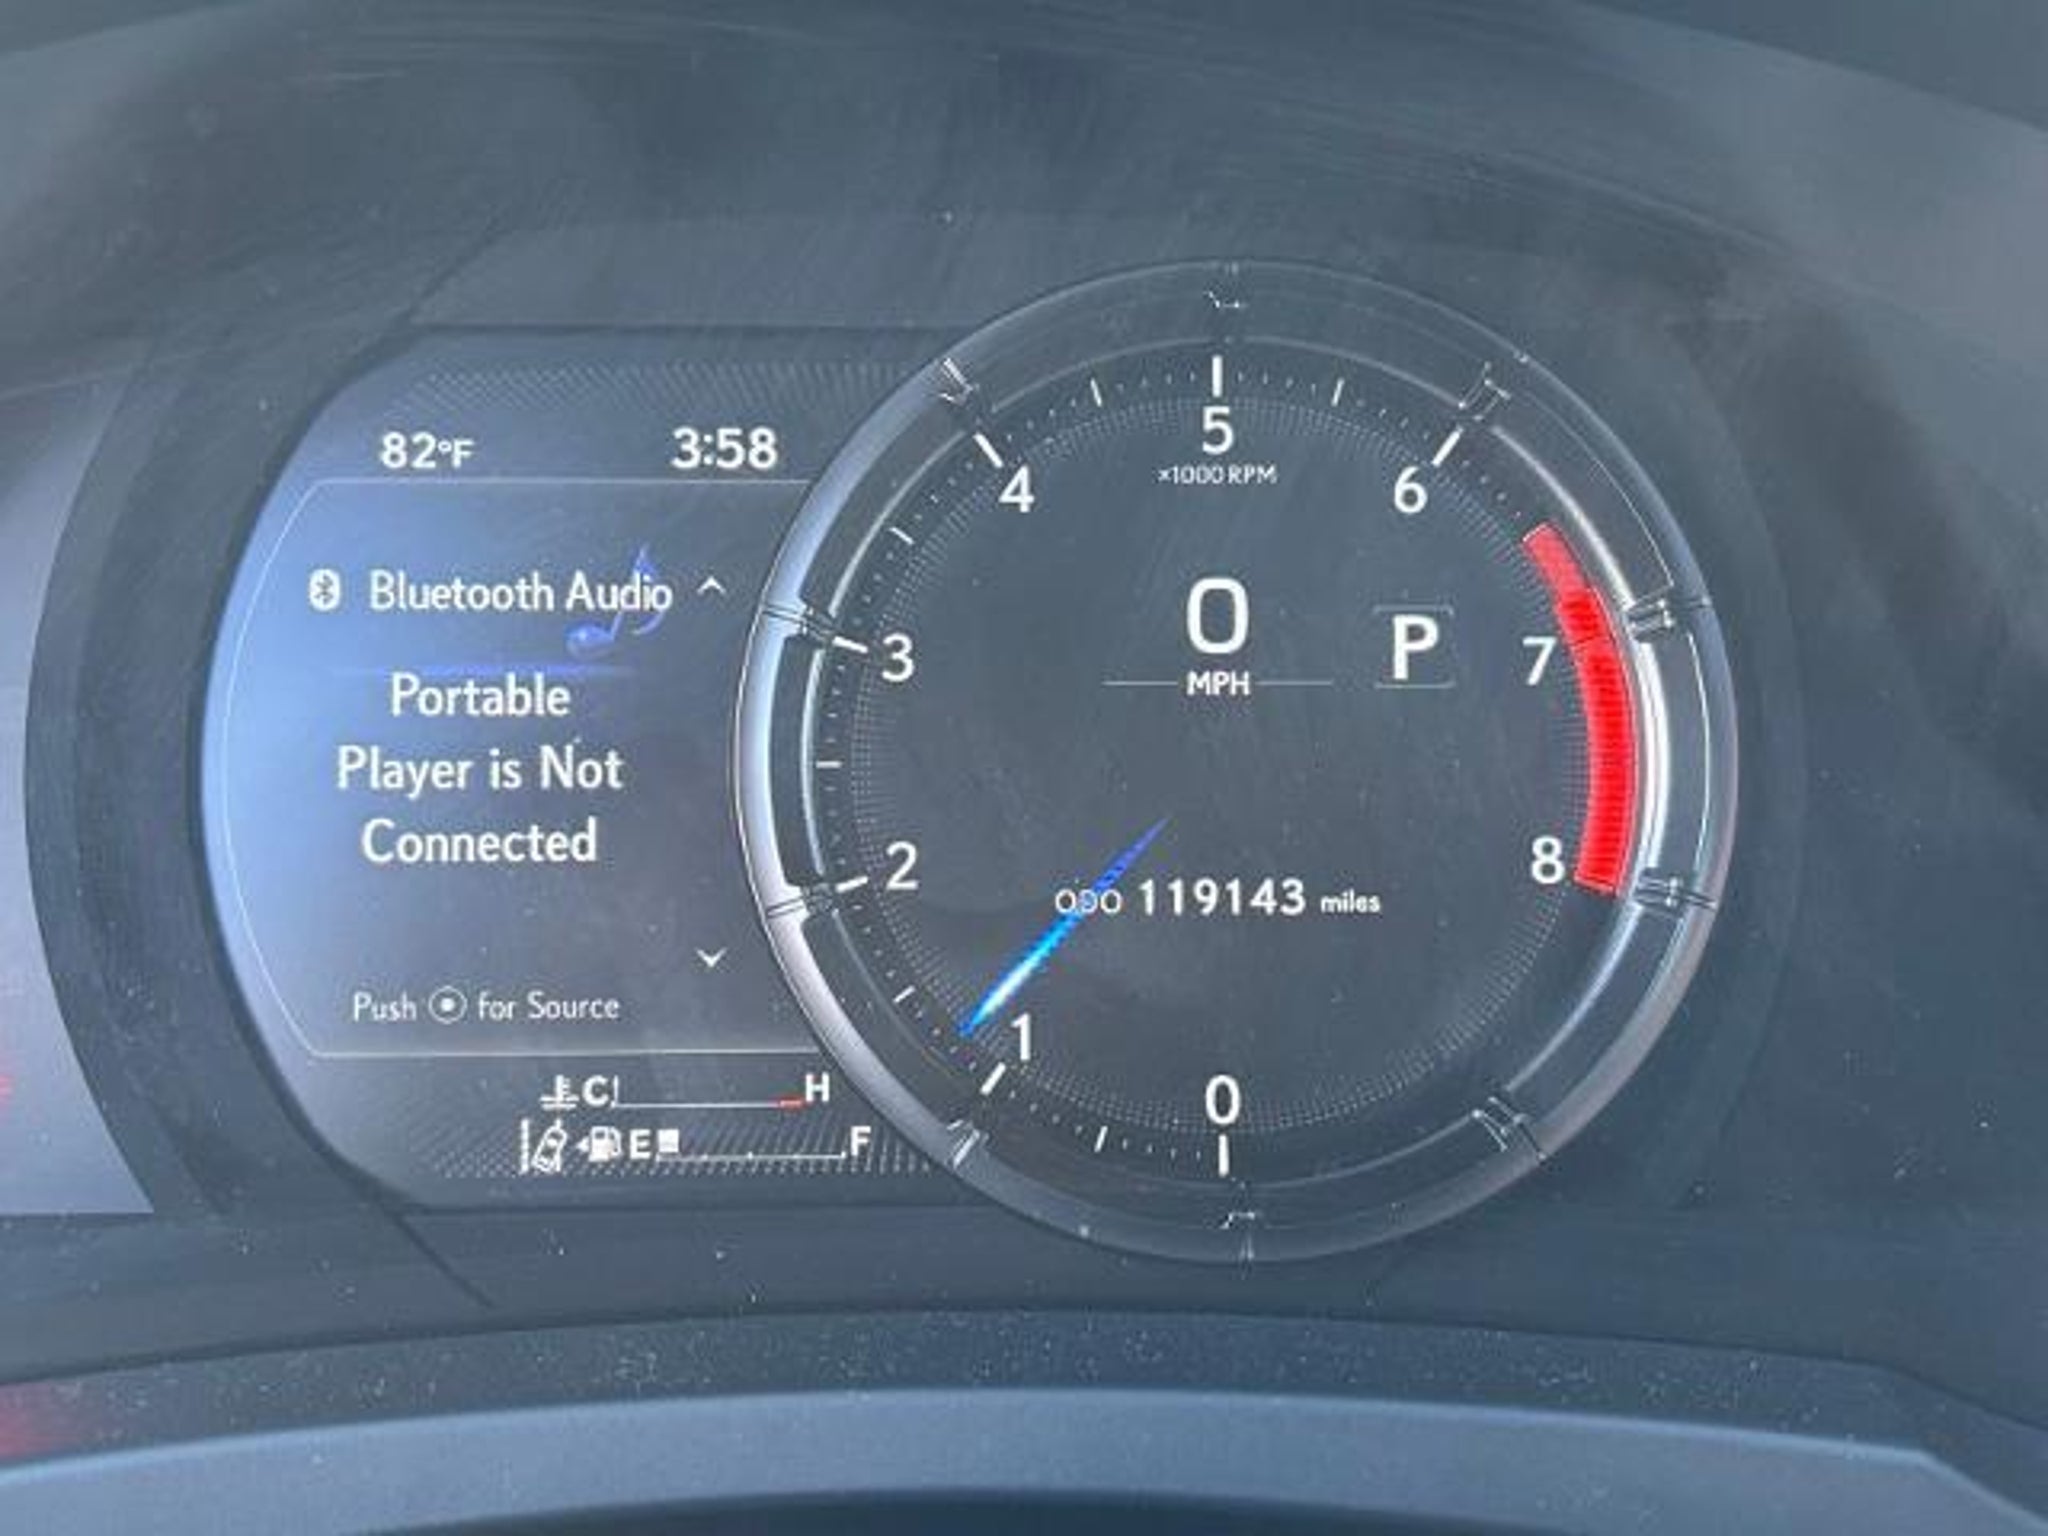 82°F 3:58
Bluetooth Audio
Portable
Player is Not
Connected
Push for Source
C H
E F
5
×1000 RPM
4 6
3 7
0
MPH
P
2 8
ODO 119143 miles
1
0